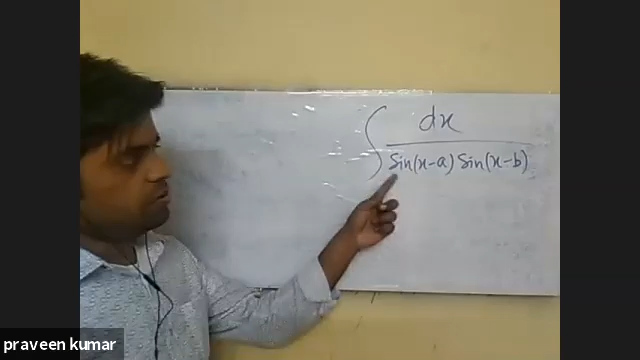 ∫ dx
sin(x-a) sin(x-b)
praveen kumar